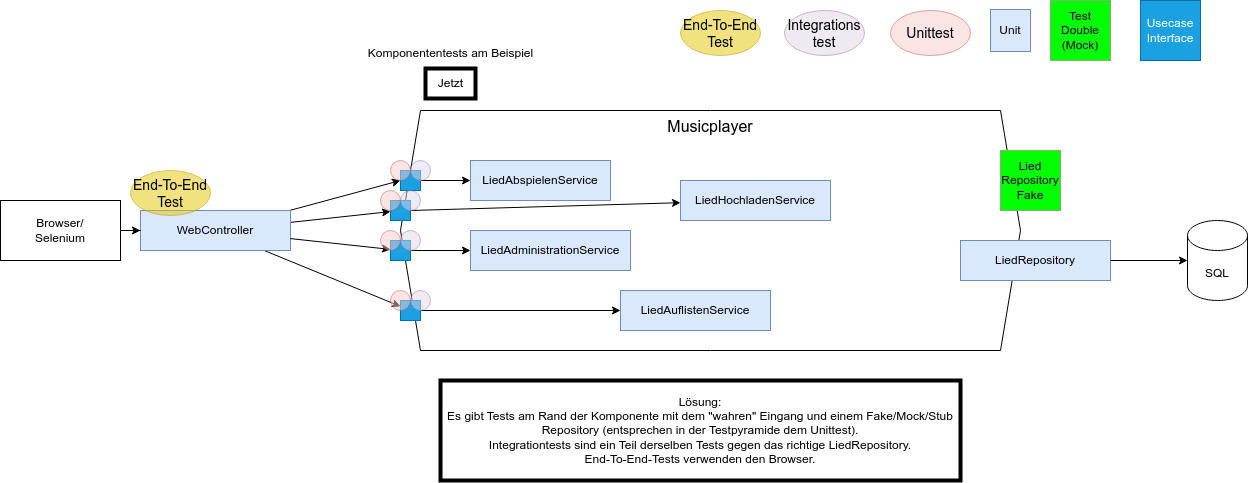 End-To-End
Test
Integrations
test
Unittest
Unit
Test
Double
(Mock)
Usecase
Interface
Komponententests am Beispiel
Jetzt
Musicplayer
End-To-End
Test
Browser/
Selenium
WebController
LiedAbspielenService
LiedHochladenService
LiedAdministrationService
LiedAuflistenService
Lied
Repository
Fake
LiedRepository
SQL
Lösung:
Es gibt Tests am Rand der Komponente mit dem "wahren" Eingang und einem Fake/Mock/Stub
Repository (entsprechen in der Testpyramide dem Unittest).
Integrationtests sind ein Teil derselben Tests gegen das richtige LiedRepository.
End-To-End-Tests verwenden den Browser.